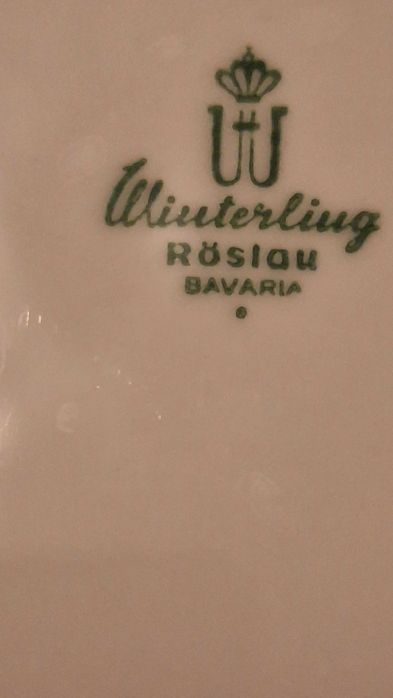 W
Winterling
Röslau
BAVARIA
®